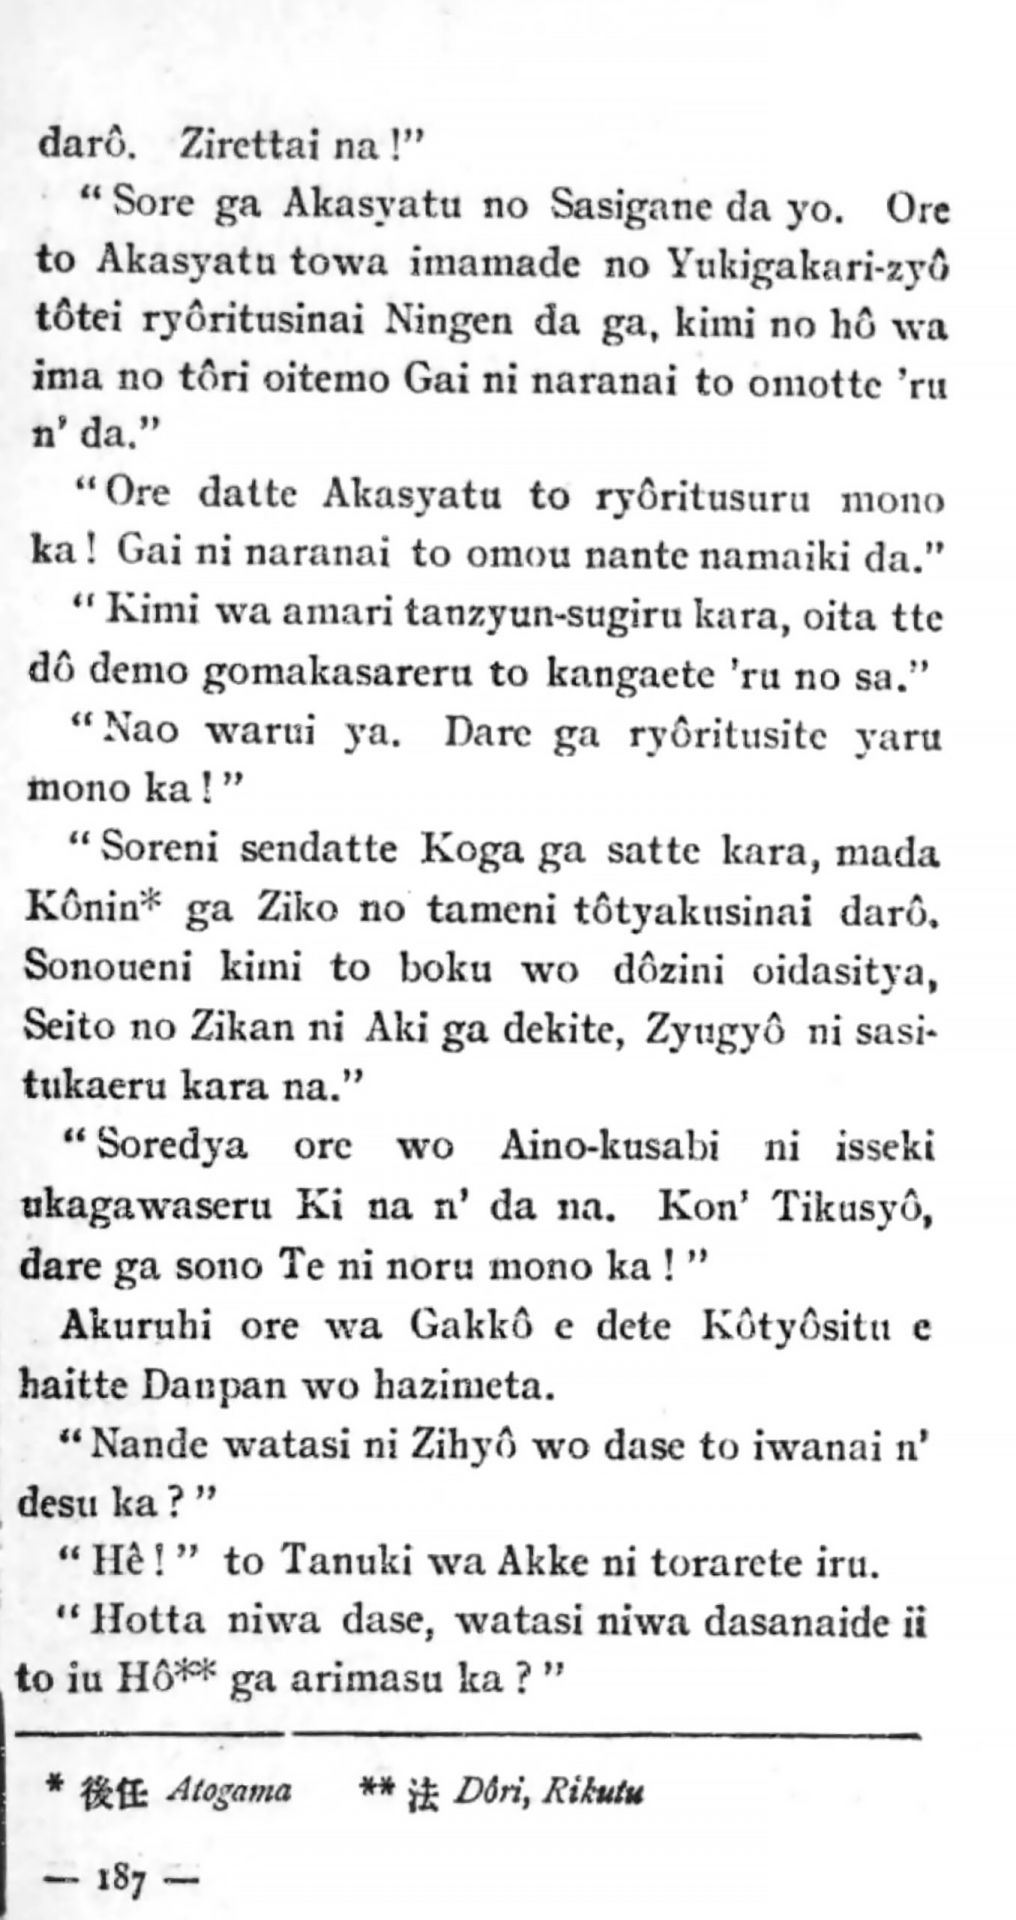 darô. Zirettai na!”
“Sore ga Akasyatu no Sasigane da yo. Ore
to Akasyatu towa imamade no Yukigakari-zyô
tôtei ryôritusinai Ningen da ga, kimi no hô wa
ima no tôri oitemo Gai ni naranai to omotte ’ru
n’ da.”
“Ore datte Akasyatu to ryôritusuru mono
ka! Gai ni naranai to omou nante namaiki da.”
“Kimi wa amari tanzyun-sugiru kara, oita tte
dô demo gomakasareru to kangaete ’ru no sa.”
“Nao warui ya. Dare ga ryôritusite yaru
mono ka!”
“Soreni sendatte Koga ga satte kara, mada
Kônin* ga Ziko no tameni tôtyakusinai darô.
Sonoueni kimi to boku wo dôzini oidasitya,
Seito no Zikan ni Aki ga dekite, Zyugyô ni sasi-
tukaeru kara na.”
“Soredya ore wo Aino-kusabi ni isseki
ukagawaseru Ki na n’ da na. Kon’ Tikusyô,
dare ga sono Te ni noru mono ka!”
Akuruhi ore wa Gakkô e dete Kôtyôsitu e
haitte Danpan wo hazimeta.
“Nande watasi ni Zihyô wo dase to iwanai n’
desu ka?”
“Hê!” to Tanuki wa Akke ni torarete iru.
“Hotta niwa dase, watasi niwa dasanaide ii
to iu Hô** ga arimasu ka?”
* 後任 Atogama ** 法 Dôri, Rikutu
— 187 —